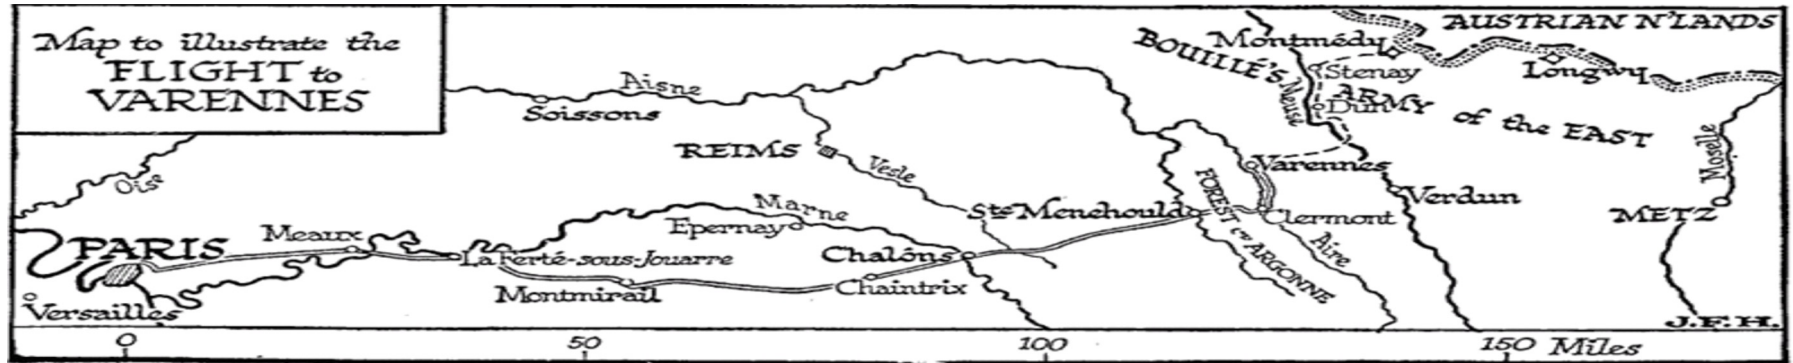 Map to illustrate the
FLIGHT to
VARENNES
AUSTRIAN N'LANDS
Montmédy
BOUILLÉ'S
Stenay
Longwy
Meuse
Dun
ARMY of the EAST
Aisne
Soissons
REIMS
Vesle
Varennes
Moselle
Oise
Verdun
METZ
FOREST
of
ARGONNE
Marne
Epernay
Ste Menehould
Clermont
Aire
PARIS
Meaux
La Ferté-sous-Jouarre
Chalôns
Montmirail
Chaintrix
Versailles
J.F.H.
0 50 100 150 Miles